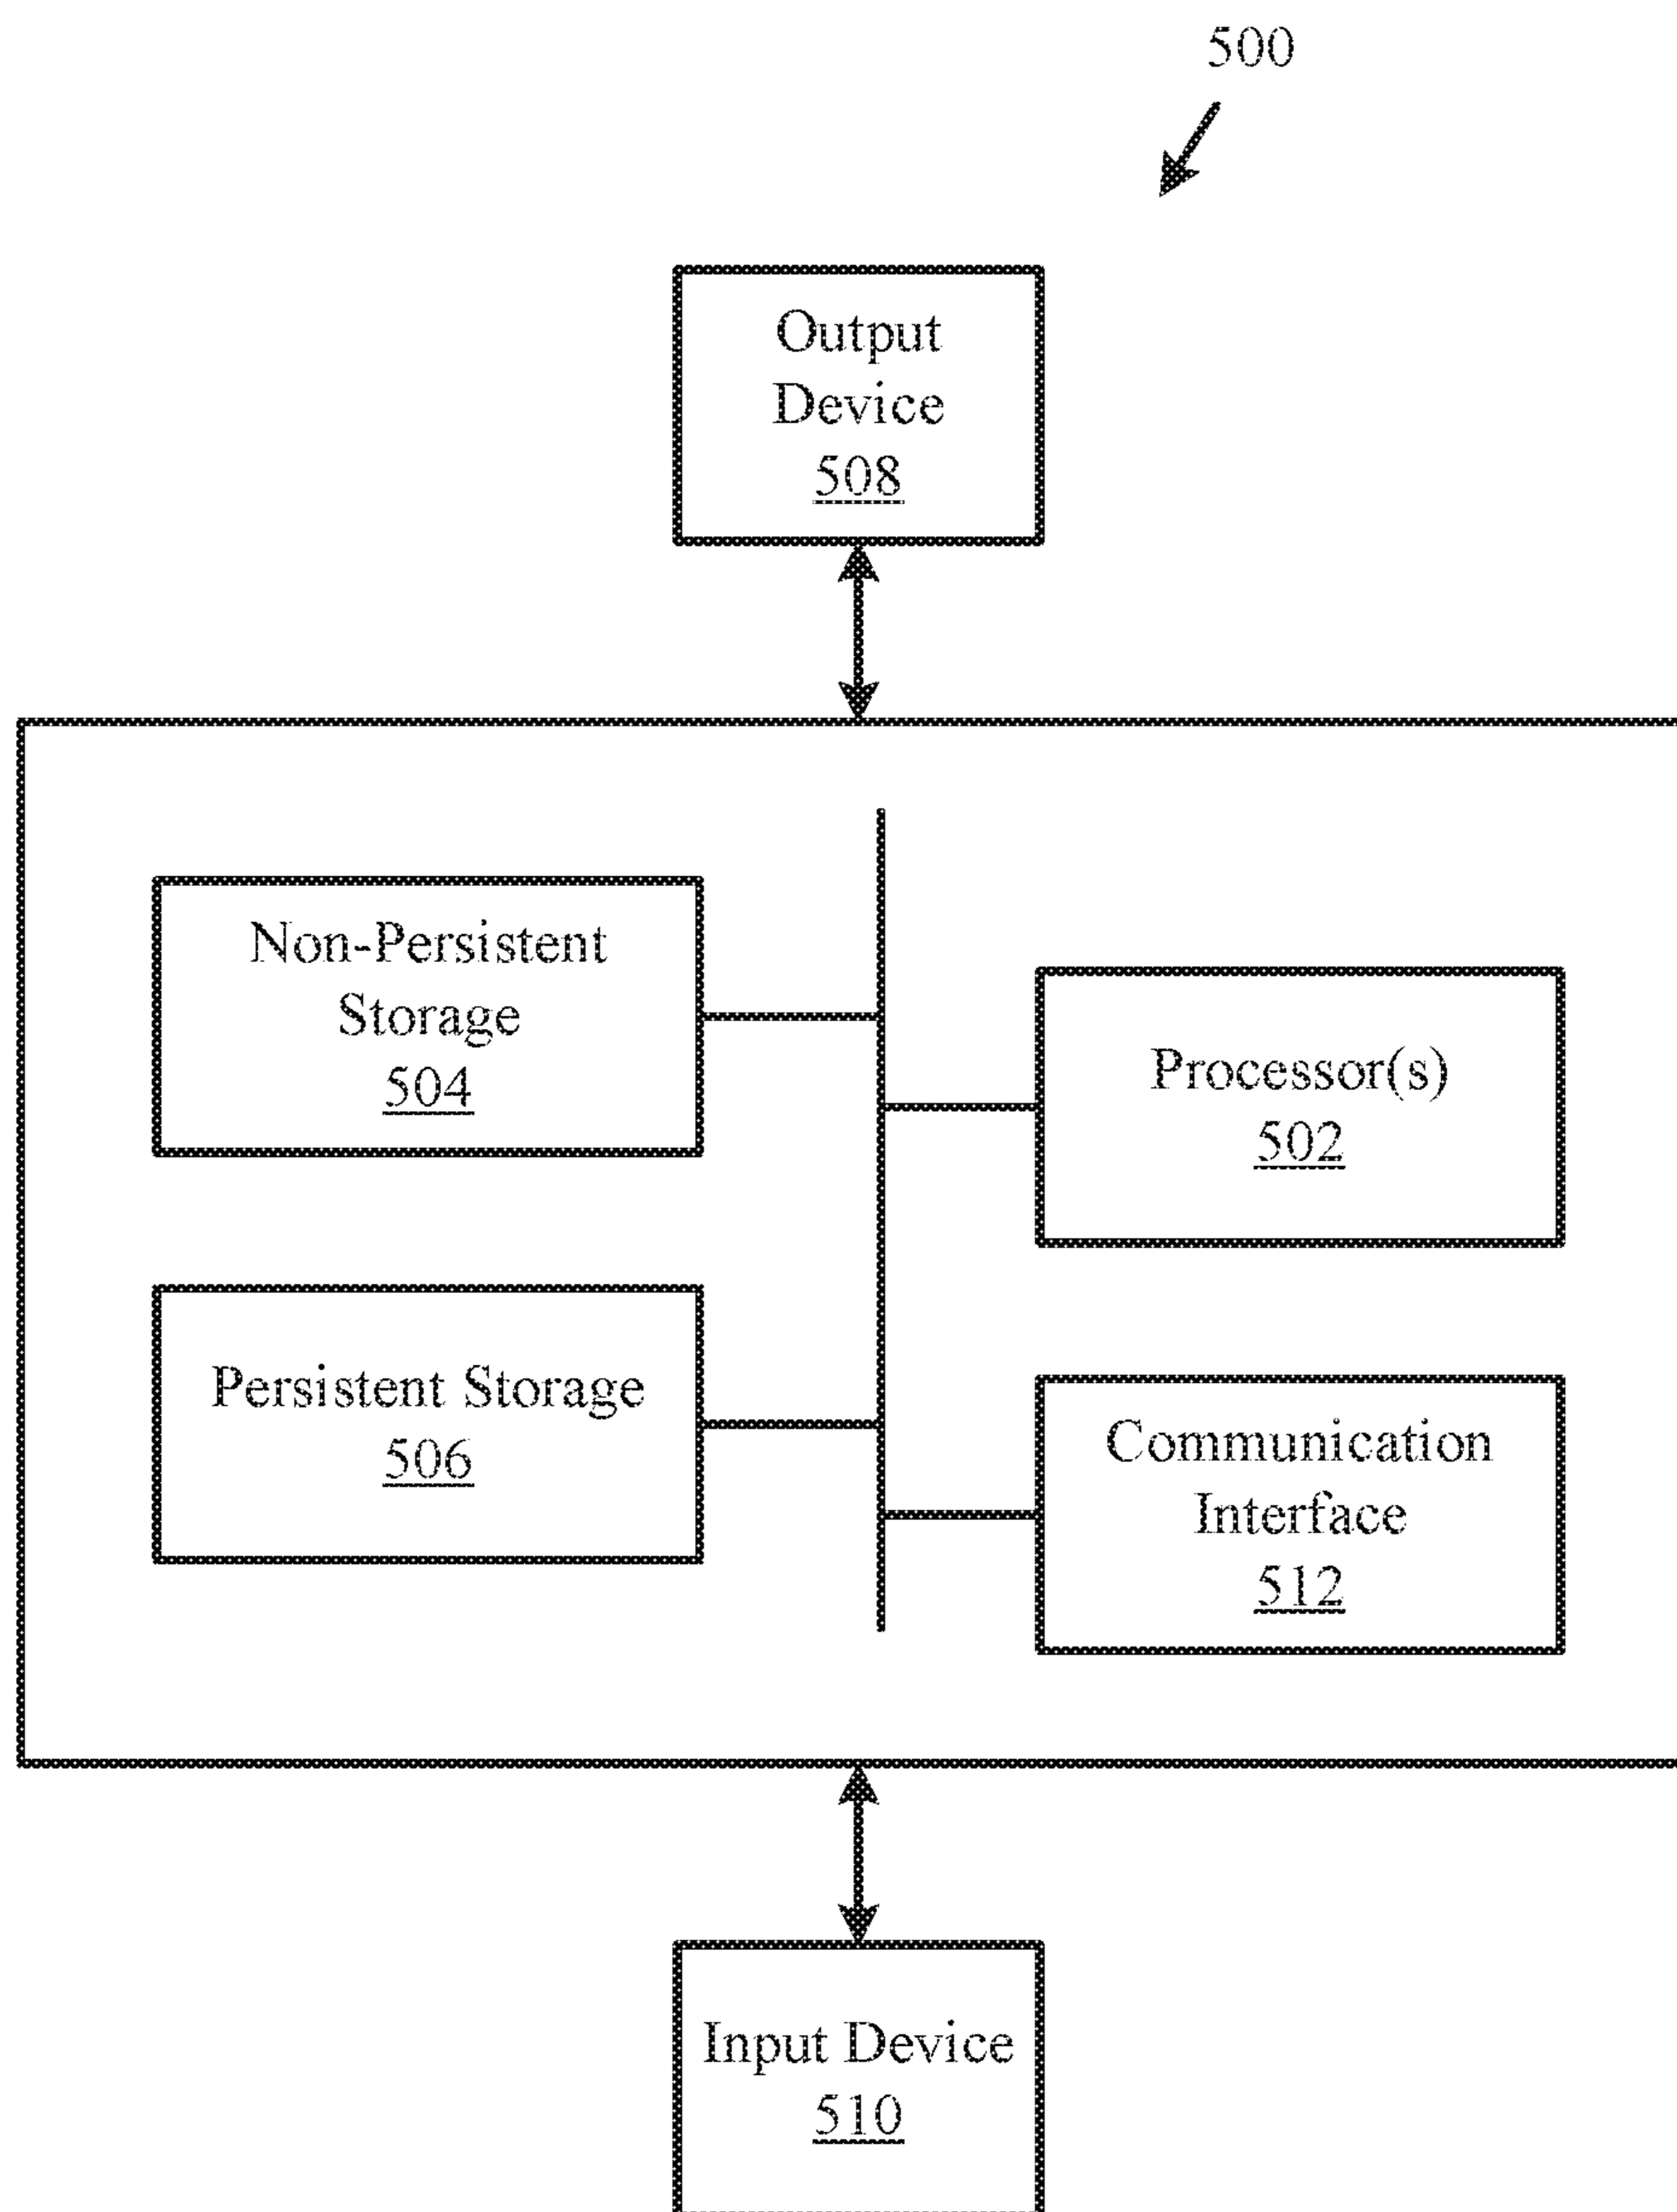 500
Output
Device
508
Non-Persistent
Storage
504
Processor(s)
502
Persistent Storage
506
Communication
Interface
512
Input Device
510